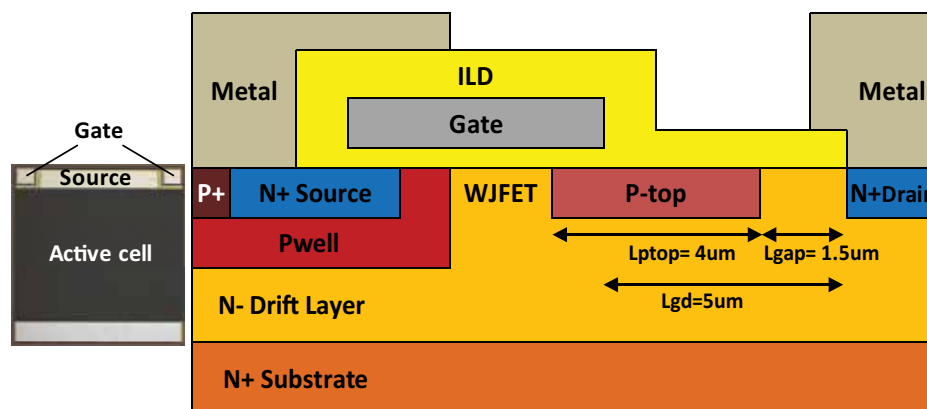 Gate
Source
Active cell
Metal
ILD
Metal
Gate
P+
N+ Source
WJFET
P-top
N+Drain
Pwell
Lptop= 4um
Lgap= 1.5um
N- Drift Layer
Lgd=5um
N+ Substrate